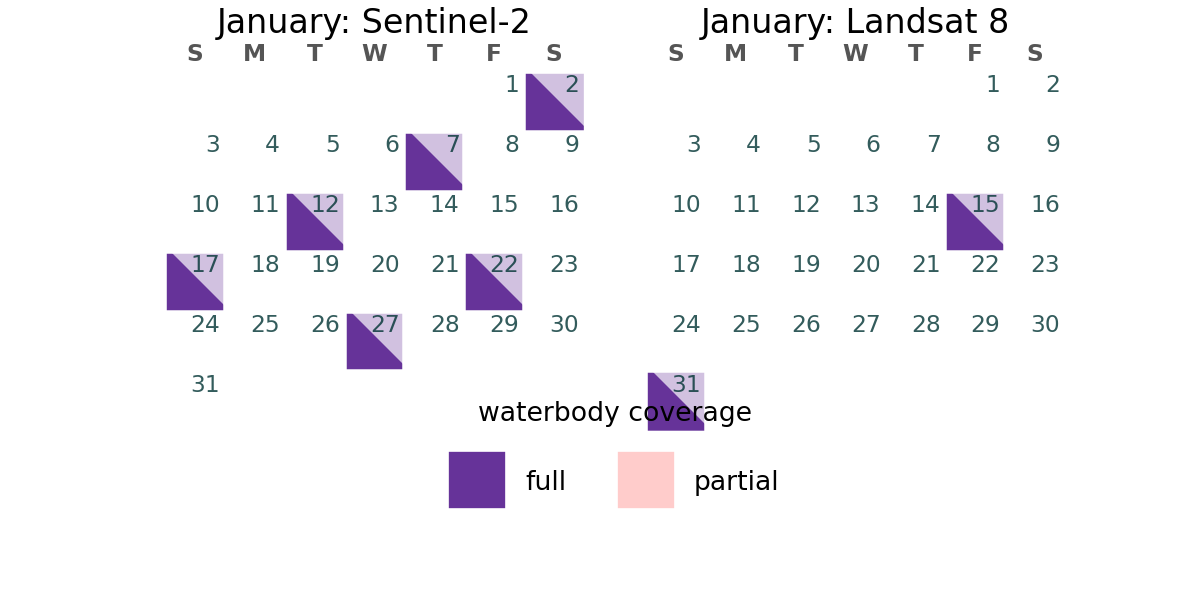 January: Sentinel-2
S M T W T F S
1 2
3 4 5 6 7 8 9
10 11 12 13 14 15 16
17 18 19 20 21 22 23
24 25 26 27 28 29 30
31
January: Landsat 8
S M T W T F S
1 2
3 4 5 6 7 8 9
10 11 12 13 14 15 16
17 18 19 20 21 22 23
24 25 26 27 28 29 30
31
waterbody coverage
full partial